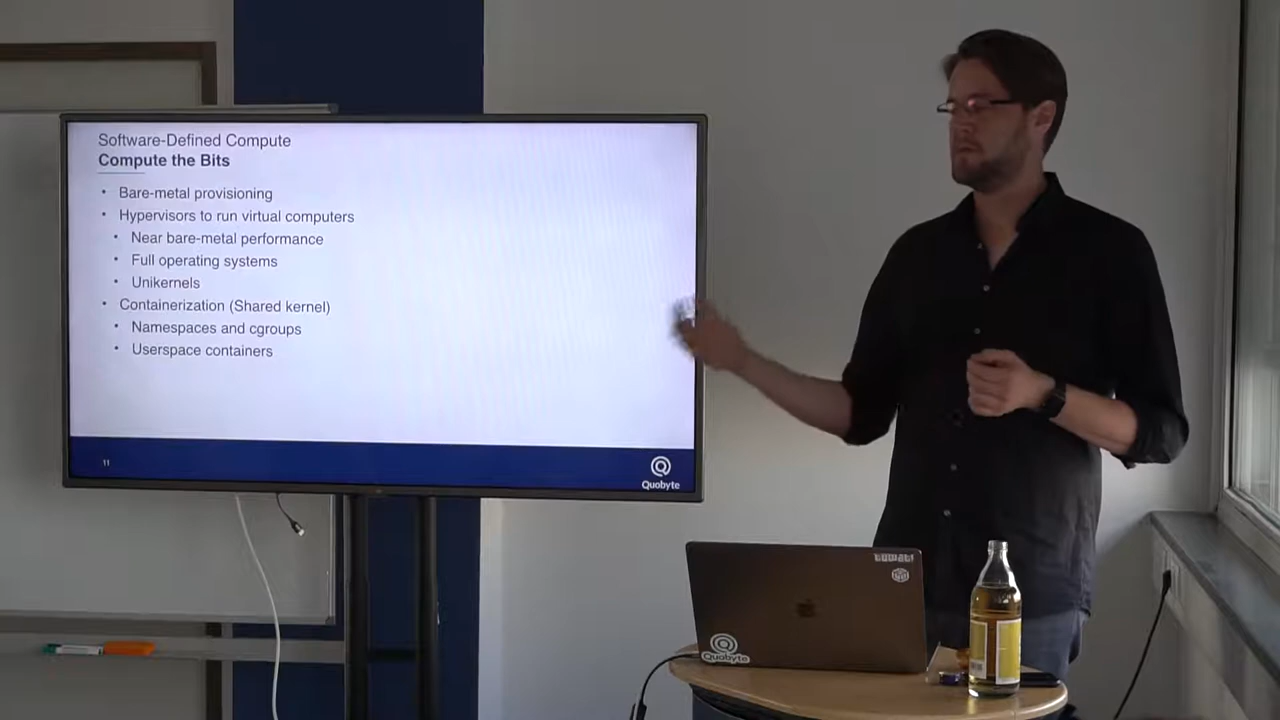 Software-Defined Compute
Compute the Bits
• Bare-metal provisioning
• Hypervisors to run virtual computers
• Near bare-metal performance
• Full operating systems
• Unikernels
• Containerization (Shared kernel)
• Namespaces and cgroups
• Userspace containers
11
Quobyte
Quobyte